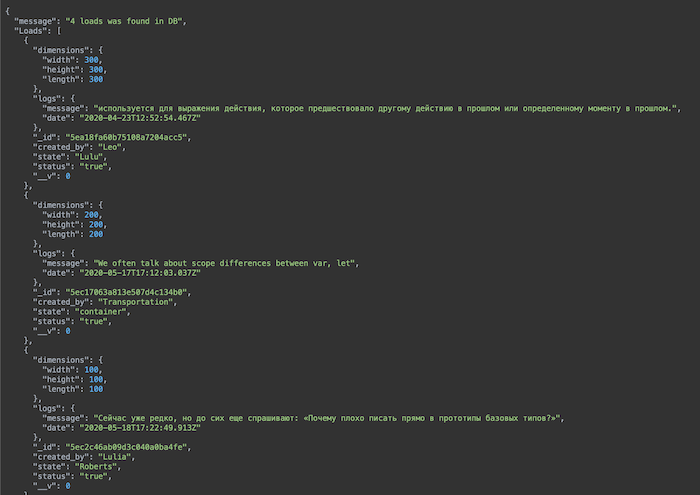 {
"message": "4 loads was found in DB",
"Loads": [
{
"dimensions": {
"width": 300,
"height": 300,
"length": 300
},
"logs": {
"message": "используется для выражения действия, которое предшествовало другому действию в прошлом или определенному моменту в прошлом.",
"date": "2020-04-23T12:52:54.467Z"
},
"_id": "5ea18fa60b75108a7204acc5",
"created_by": "Leo",
"state": "Lulu",
"status": "true",
"__v": 0
},
{
"dimensions": {
"width": 200,
"height": 200,
"length": 200
},
"logs": {
"message": "We often talk about scope differences between var, let",
"date": "2020-05-17T17:12:03.037Z"
},
"_id": "5ec17063a813e507d4c134b0",
"created_by": "Transportation",
"state": "container",
"status": "true",
"__v": 0
},
{
"dimensions": {
"width": 100,
"height": 100,
"length": 100
},
"logs": {
"message": "Сейчас уже редко, но до сих еще спрашивают: «Почему плохо писать прямо в прототипы базовых типов?»",
"date": "2020-05-18T17:22:49.913Z"
},
"_id": "5ec2c46ab09d3c040a0ba4fe",
"created_by": "Lulia",
"state": "Roberts",
"status": "true",
"__v": 0
},